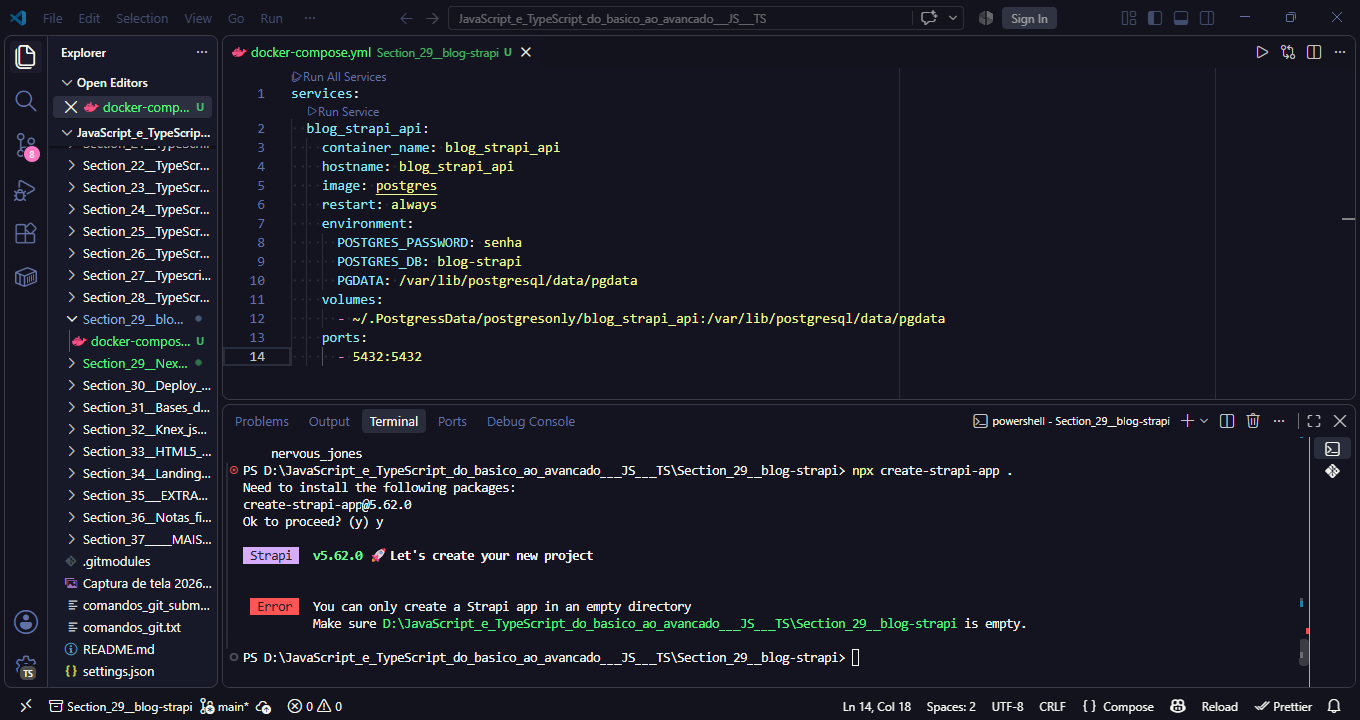 File Edit Selection View Go Run ··· JavaScript_e_TypeScript_do_basico_ao_avancado___JS___TS Sign In
Explorer ···
Open Editors
docker-comp... U
JavaScript_e_TypeScrip...
Section_22__TypeScr...
Section_23__TypeScr...
Section_24__TypeScr...
Section_25__TypeScr...
Section_26__TypeScr...
Section_27__Typescri...
Section_28__TypeScr...
Section_29__blo...
docker-compos... U
Section_29__Nex...
Section_30__Deploy_...
Section_31__Bases_d...
Section_32__Knex_js...
Section_33__HTML5_...
Section_34__Landing...
Section_35___EXTRA...
Section_36__Notas_fi...
Section_37_____MAIS...
.gitmodules
Captura de tela 2026...
comandos_git_subm...
comandos_git.txt
README.md
settings.json
8
TS
docker-compose.yml Section_29__blog-strapi U
Run All Services
1 services:
Run Service
2 blog_strapi_api:
3 container_name: blog_strapi_api
4 hostname: blog_strapi_api
5 image: postgres
6 restart: always
7 environment:
8 POSTGRES_PASSWORD: senha
9 POSTGRES_DB: blog-strapi
10 PGDATA: /var/lib/postgresql/data/pgdata
11 volumes:
12 - ~/.PostgressData/postgresonly/blog_strapi_api:/var/lib/postgresql/data/pgdata
13 ports:
14 - 5432:5432
Problems Output Terminal Ports Debug Console powershell - Section_29__blog-strapi ···
nervous_jones
PS D:\JavaScript_e_TypeScript_do_basico_ao_avancado___JS___TS\Section_29__blog-strapi> npx create-strapi-app .
Need to install the following packages:
create-strapi-app@5.62.0
Ok to proceed? (y) y
Strapi v5.62.0 🚀 Let's create your new project
Error You can only create a Strapi app in an empty directory
Make sure D:\JavaScript_e_TypeScript_do_basico_ao_avancado___JS___TS\Section_29__blog-strapi is empty.
PS D:\JavaScript_e_TypeScript_do_basico_ao_avancado___JS___TS\Section_29__blog-strapi>
Section_29__blog-strapi main* 0 0 Ln 14, Col 18 Spaces: 2 UTF-8 CRLF { } Compose Reload Prettier